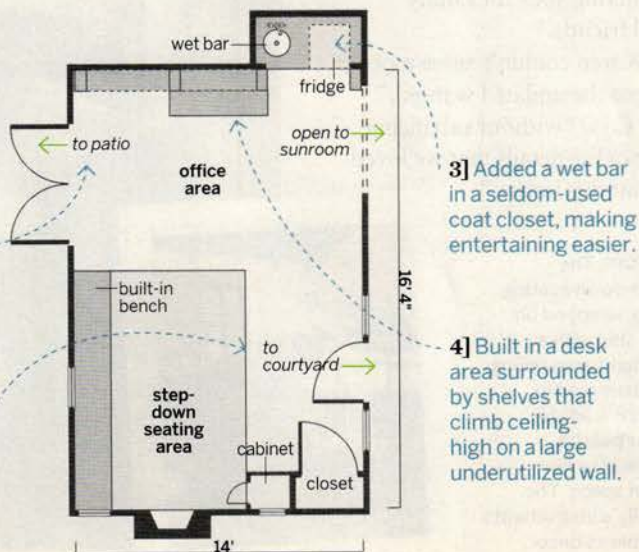 wet bar
fridge
to patio
open to
sunroom
office
area
3] Added a wet bar
in a seldom-used
coat closet, making
entertaining easier.
built-in
bench
16' 4"
to
courtyard
4] Built in a desk
area surrounded
by shelves that
climb ceiling-
high on a large
underutilized wall.
step-
down
seating
area
cabinet
closet
14'